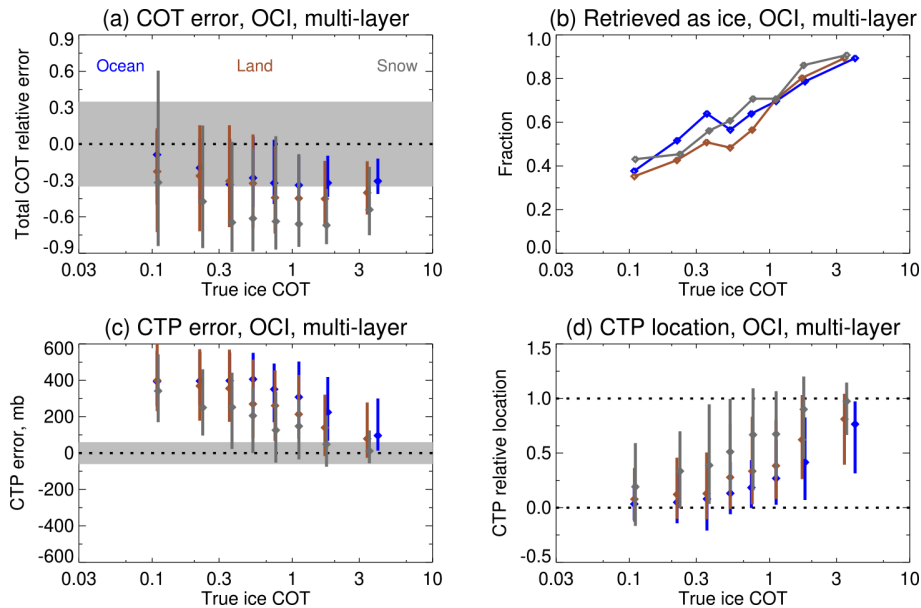 (a) COT error, OCI, multi-layer
Total COT relative error
0.9
0.6
0.3
0.0
-0.3
-0.6
-0.9
Ocean Land Snow
0.03 0.1 0.3 1 3 10
True ice COT
(b) Retrieved as ice, OCI, multi-layer
Fraction
1.0
0.8
0.6
0.4
0.2
0.0
0.03 0.1 0.3 1 3 10
True ice COT
(c) CTP error, OCI, multi-layer
CTP error, mb
600
400
200
0
-200
-400
-600
0.03 0.1 0.3 1 3 10
True ice COT
(d) CTP location, OCI, multi-layer
CTP relative location
1.5
1.0
0.5
0.0
-0.5
0.03 0.1 0.3 1 3 10
True ice COT